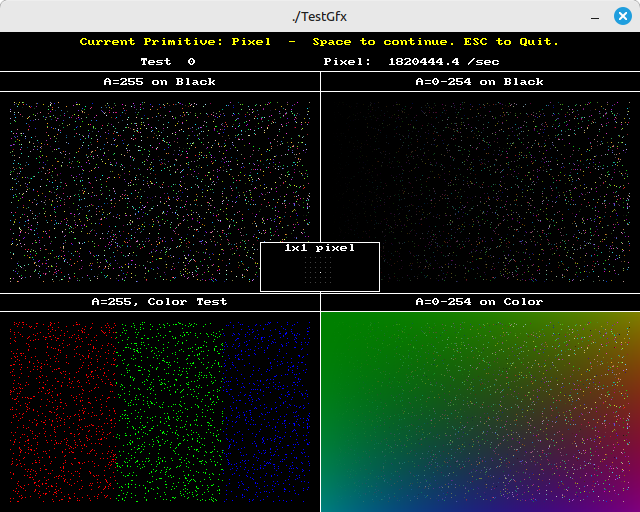 ./TestGfx
Current Primitive: Pixel  -  Space to continue. ESC to Quit.
Test  0
Pixel:  1820444.4 /sec
A=255 on Black
A=0-254 on Black
1x1 pixel
A=255, Color Test
A=0-254 on Color